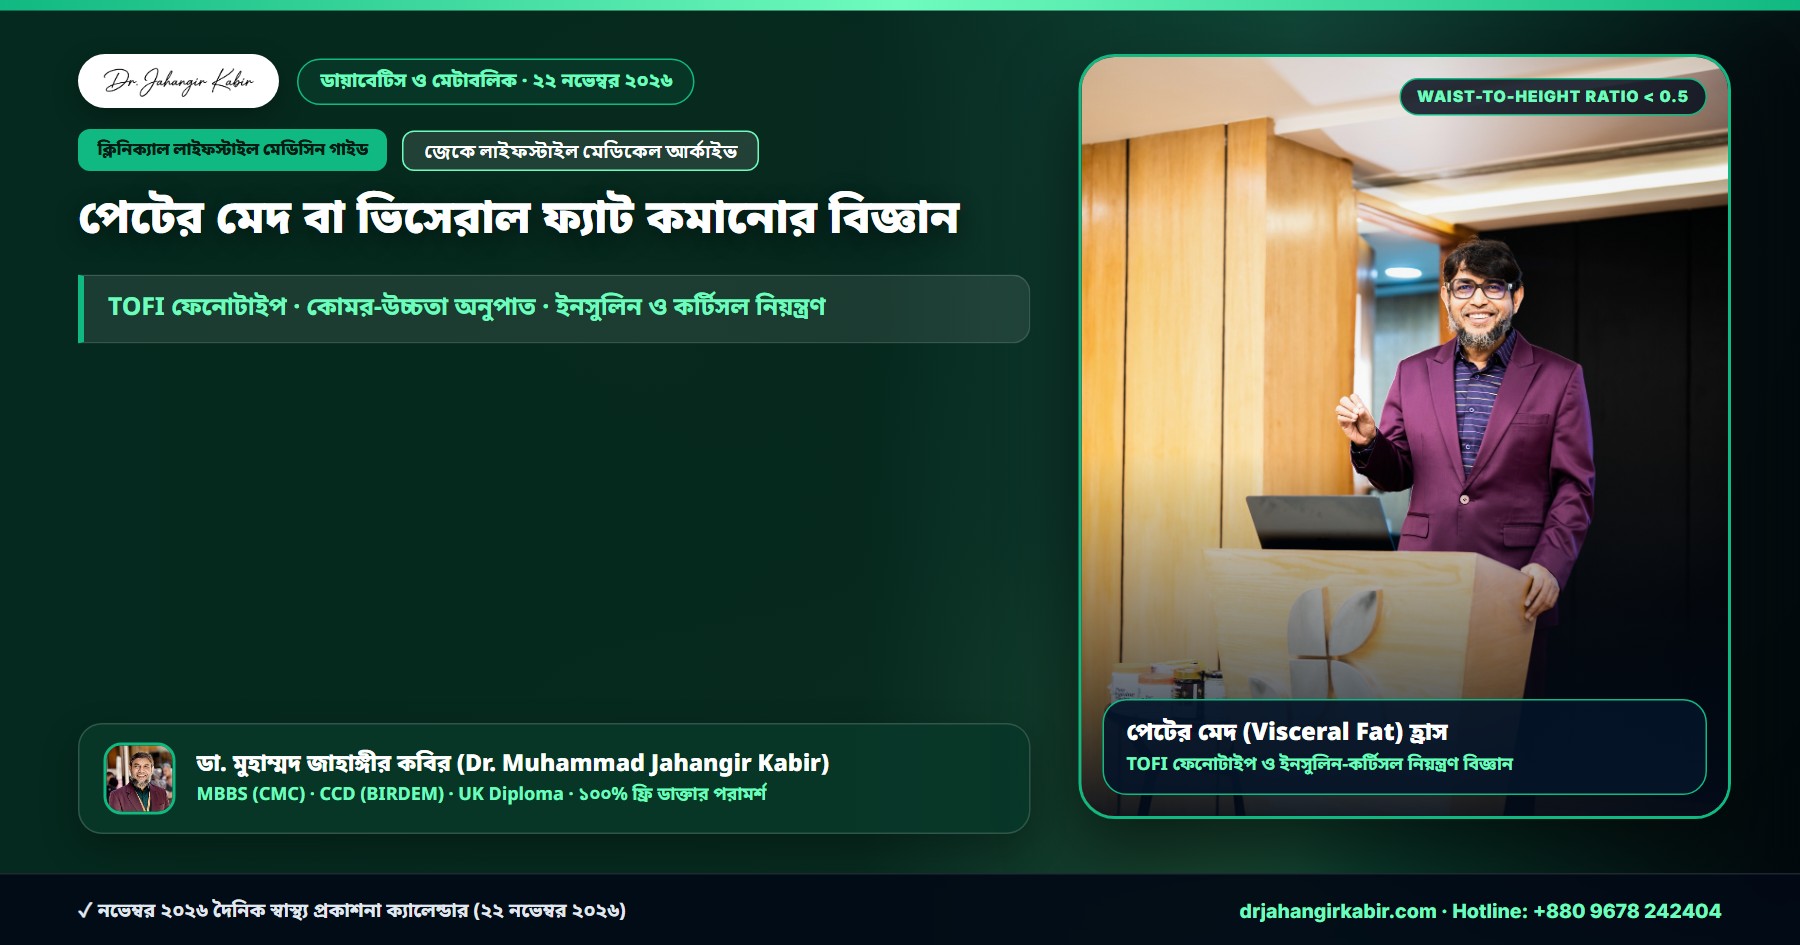 Dr. Jahangir Kabir
ডায়াবেটিস ও মেটাবলিক · ২২ নভেম্বর ২০২৬
ক্লিনিক্যাল লাইফস্টাইল মেডিসিন গাইড
জেকে লাইফস্টাইল মেডিকেল আর্কাইভ
পেটের মেদ বা ভিসেরাল ফ্যাট কমানোর বিজ্ঞান
TOFI ফেনোটাইপ · কোমর-উচ্চতা অনুপাত · ইনসুলিন ও কর্টিসল নিয়ন্ত্রণ
ডা. মুহাম্মদ জাহাঙ্গীর কবির (Dr. Muhammad Jahangir Kabir)
MBBS (CMC) · CCD (BIRDEM) · UK Diploma · ১০০% ফ্রি ডাক্তার পরামর্শ
WAIST-TO-HEIGHT RATIO < 0.5
পেটের মেদ (Visceral Fat) হ্রাস
TOFI ফেনোটাইপ ও ইনসুলিন-কর্টিসল নিয়ন্ত্রণ বিজ্ঞান
✓ নভেম্বর ২০২৬ দৈনিক স্বাস্থ্য প্রকাশনা ক্যালেন্ডার (২২ নভেম্বর ২০২৬)
drjahangirkabir.com · Hotline: +880 9678 242404